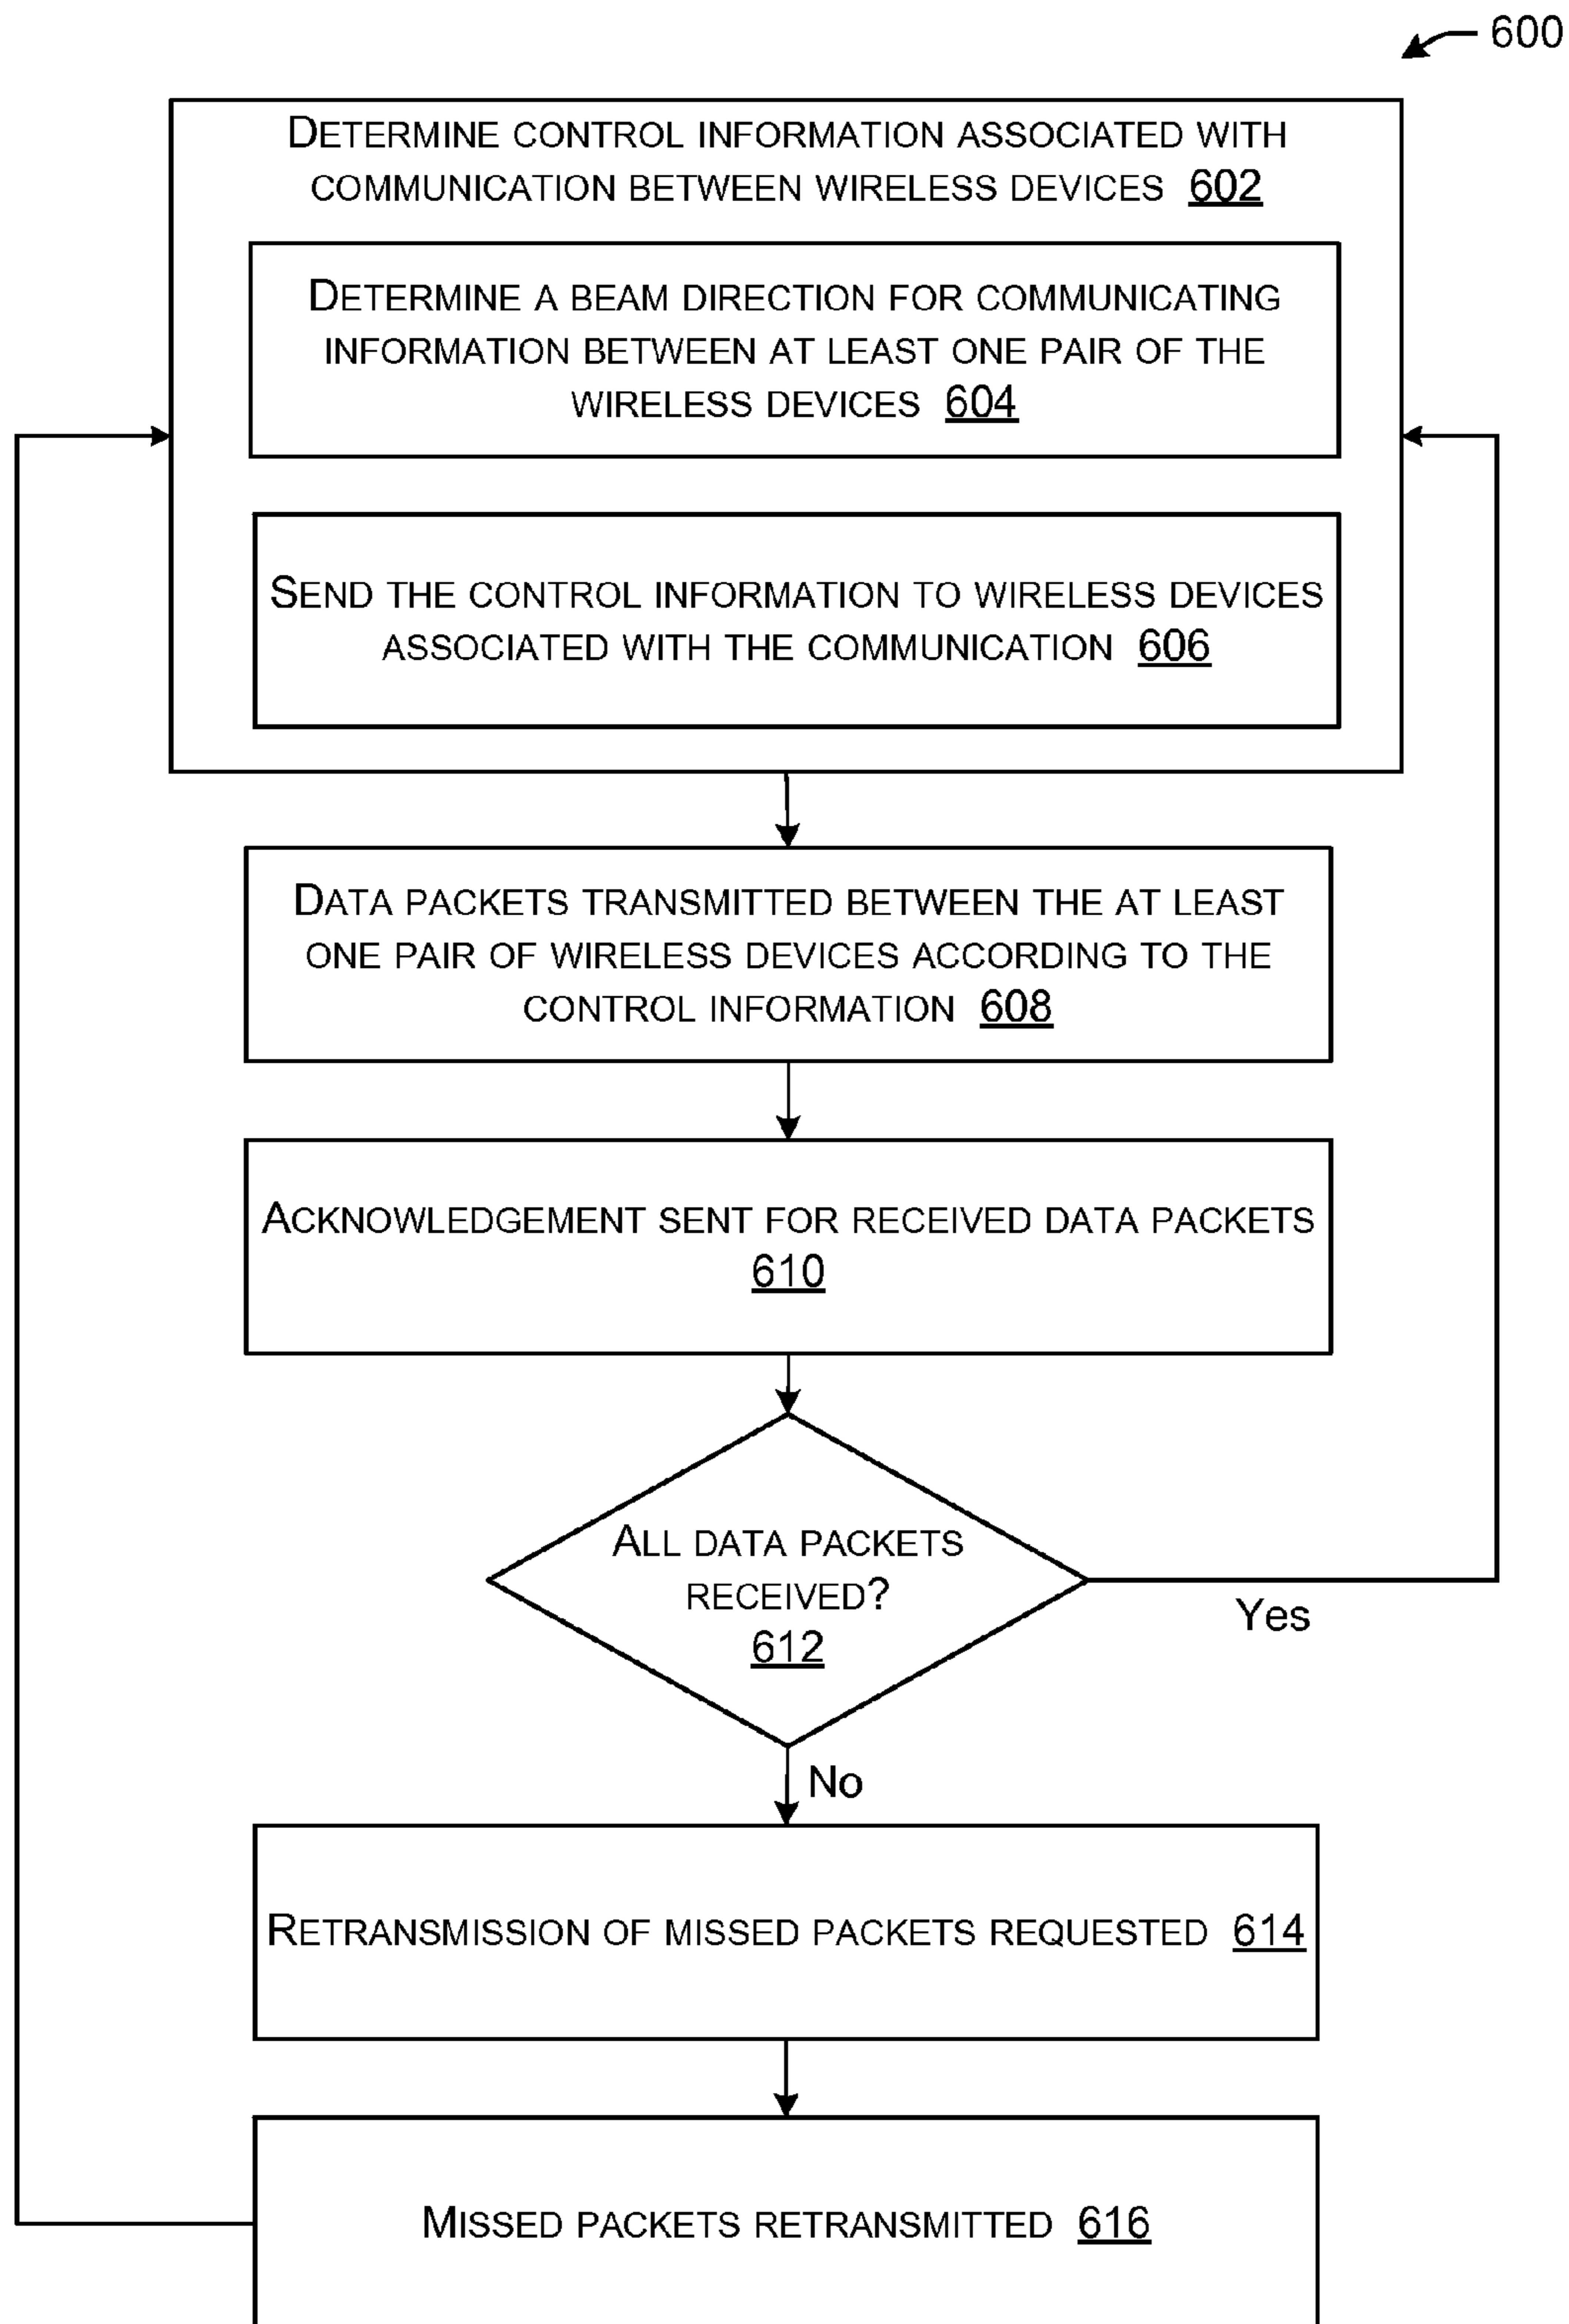 600
DETERMINE CONTROL INFORMATION ASSOCIATED WITH
COMMUNICATION BETWEEN WIRELESS DEVICES 602
DETERMINE A BEAM DIRECTION FOR COMMUNICATING
INFORMATION BETWEEN AT LEAST ONE PAIR OF THE
WIRELESS DEVICES 604
SEND THE CONTROL INFORMATION TO WIRELESS DEVICES
ASSOCIATED WITH THE COMMUNICATION 606
DATA PACKETS TRANSMITTED BETWEEN THE AT LEAST
ONE PAIR OF WIRELESS DEVICES ACCORDING TO THE
CONTROL INFORMATION 608
ACKNOWLEDGEMENT SENT FOR RECEIVED DATA PACKETS
610
ALL DATA PACKETS
RECEIVED?
612
Yes
No
RETRANSMISSION OF MISSED PACKETS REQUESTED 614
MISSED PACKETS RETRANSMITTED 616